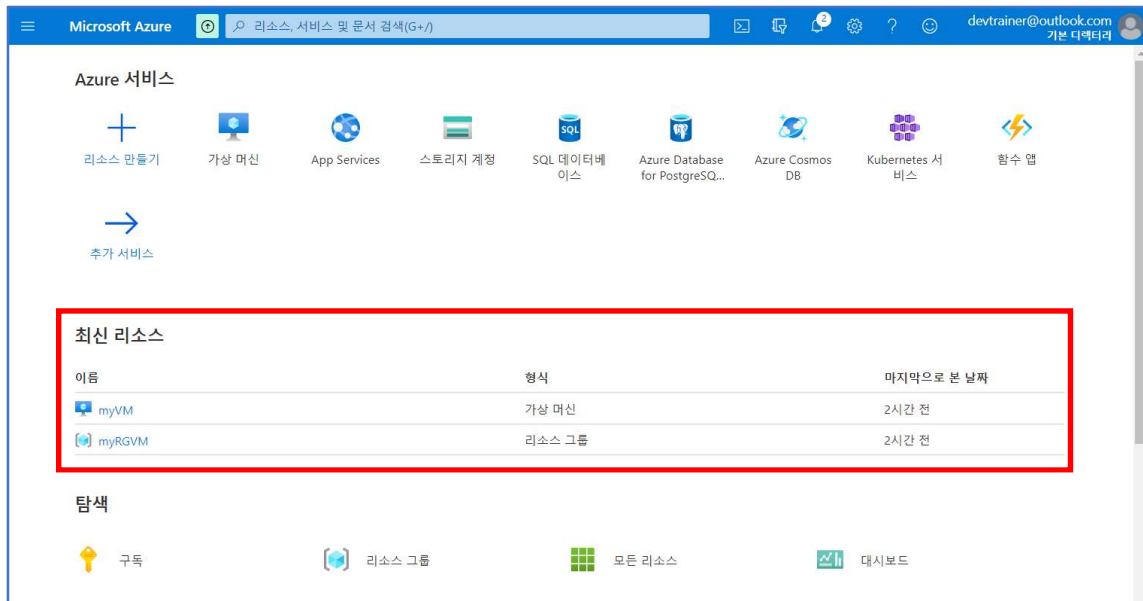 Microsoft Azure
리소스, 서비스 및 문서 검색(G+/)
2
devtrainer@outlook.com
기본 디렉터리
Azure 서비스
리소스 만들기
가상 머신
App Services
스토리지 계정
SQL
SQL 데이터베
이스
Azure Database
for PostgreSQ...
Azure Cosmos
DB
Kubernetes 서
비스
함수 앱
추가 서비스
최신 리소스
이름 형식 마지막으로 본 날짜
myVM 가상 머신 2시간 전
myRGVM 리소스 그룹 2시간 전
탐색
구독 리소스 그룹 모든 리소스 대시보드